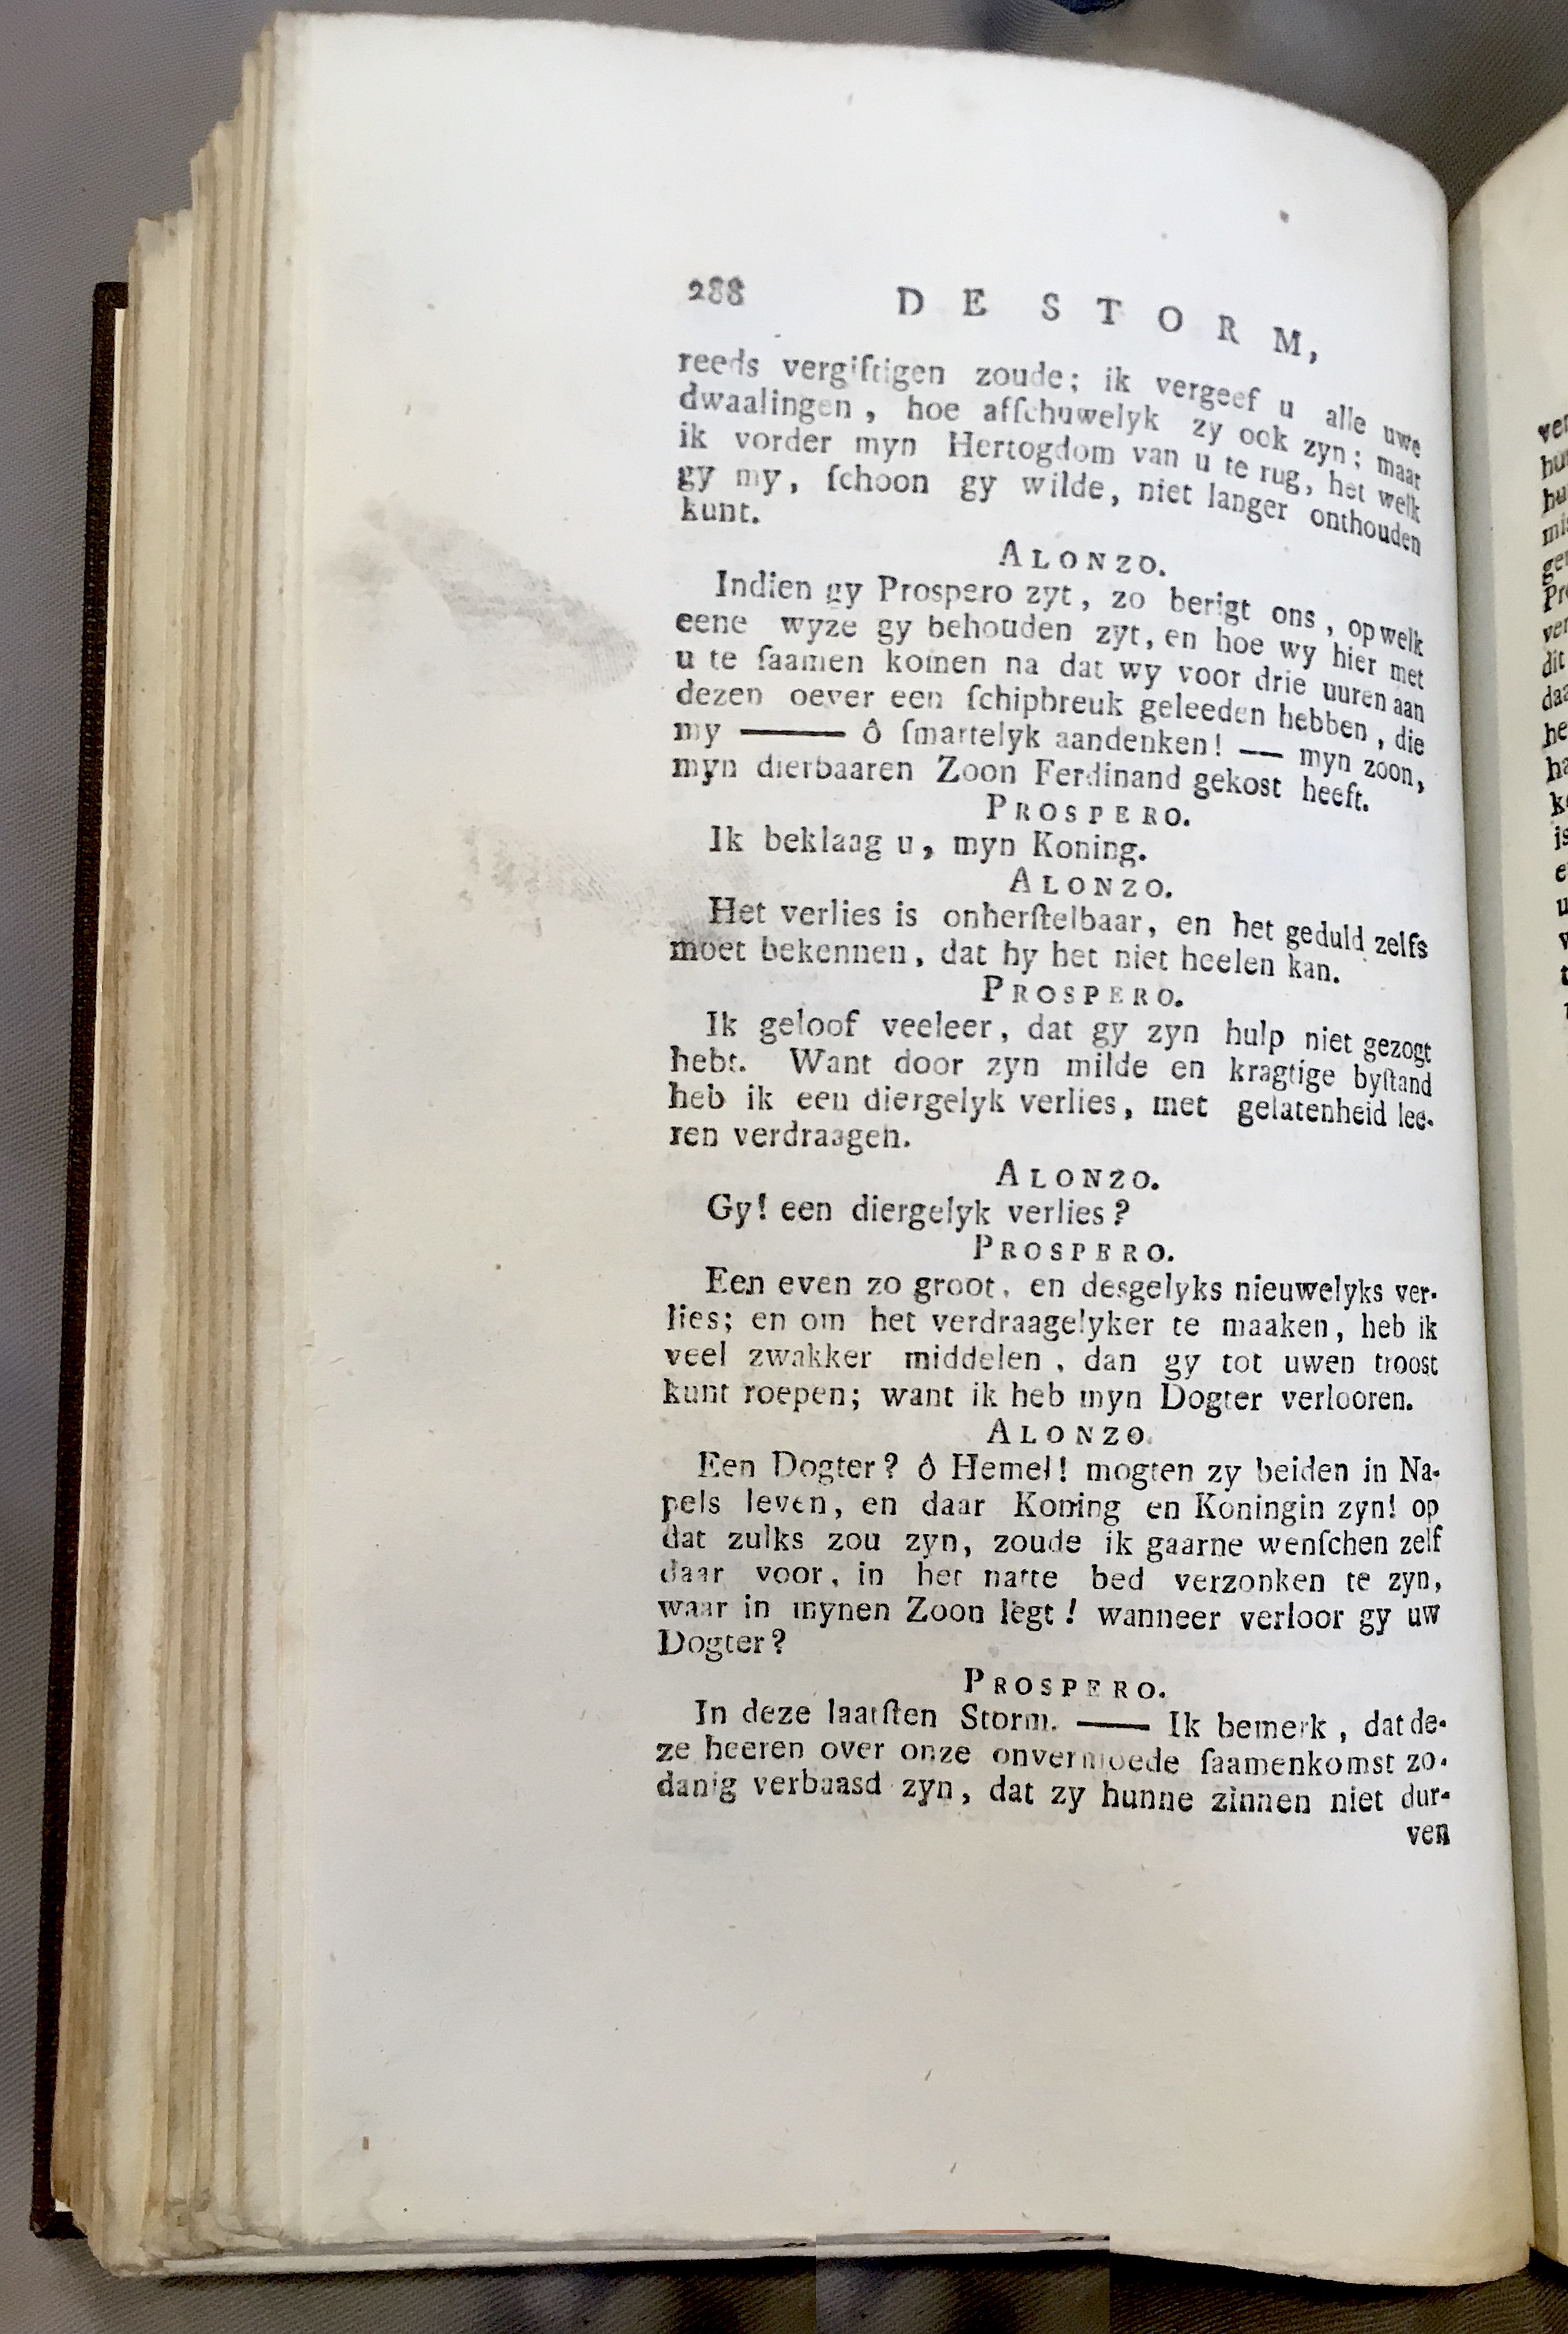 288 DE STORM,
reeds vergiftigen zoude; ik vergeef u alle uwe
dwaalingen, hoe afſchuwelyk zy ook zyn; maar
ik vorder myn Hertogdom van u te rug, het welk
gy my, ſchoon gy wilde, niet langer onthouden
kunt.
ALONZO.
Indien gy Prospero zyt, zo berigt ons, op welk
eene wyze gy behouden zyt, en hoe wy hier met
u te ſaamen komen na dat wy voor drie uuren aan
dezen oever een ſchipbreuk geleeden hebben, die
my —— ô ſmartelyk aandenken! — myn zoon,
myn dierbaaren Zoon Ferdinand gekost heeft.
PROSPERO.
Ik beklaag u, myn Koning.
ALONZO.
Het verlies is onherſtelbaar, en het geduld zelfs
moet bekennen, dat hy het niet heelen kan.
PROSPERO.
Ik geloof veeleer, dat gy zyn hulp niet gezogt
hebt. Want door zyn milde en kragtige byſtand
heb ik een diergelyk verlies, met gelatenheid lee-
ren verdraagen.
ALONZO.
Gy! een diergelyk verlies?
PROSPERO.
Een even zo groot, en desgelyks nieuwelyks ver-
lies; en om het verdraagelyker te maaken, heb ik
veel zwakker middelen, dan gy tot uwen troost
kunt roepen; want ik heb myn Dogter verlooren.
ALONZO.
Een Dogter? ô Hemel! mogten zy beiden in Na-
pels leven, en daar Koning en Koningin zyn! op
dat zulks zou zyn, zoude ik gaarne wenſchen zelf
daar voor, in het natte bed verzonken te zyn,
waar in mynen Zoon legt! wanneer verloor gy uw
Dogter?
PROSPERO.
In deze laatſten Storm. —— Ik bemerk, dat de-
ze heeren over onze onvermoede ſaamenkomst zo-
danig verbaasd zyn, dat zy hunne zinnen niet dur-
ven